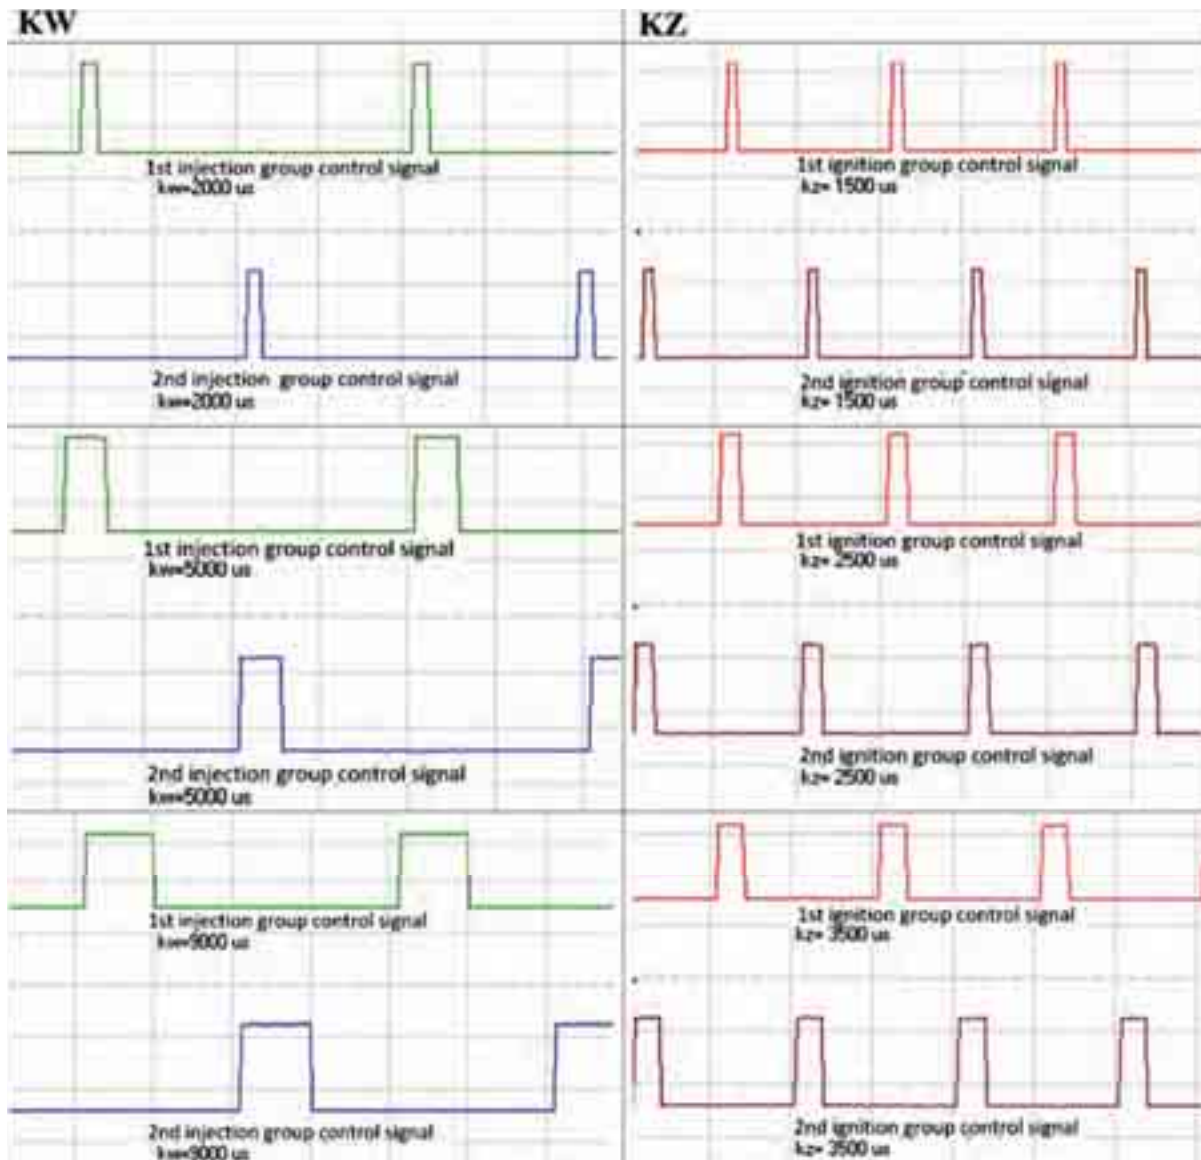 KW
1st injection group control signal
kw=2000 us
2nd injection group control signal
kw=2000 us
1st injection group control signal
kw=5000 us
2nd injection group control signal
kw=5000 us
1st injection group control signal
kw=9000 us
2nd injection group control signal
kw=9000 us
KZ
1st ignition group control signal
kz= 1500 us
2nd ignition group control signal
kz= 1500 us
1st ignition group control signal
kz= 2500 us
2nd ignition group control signal
kz= 2500 us
1st ignition group control signal
kz= 3500 us
2nd ignition group control signal
kz= 3500 us